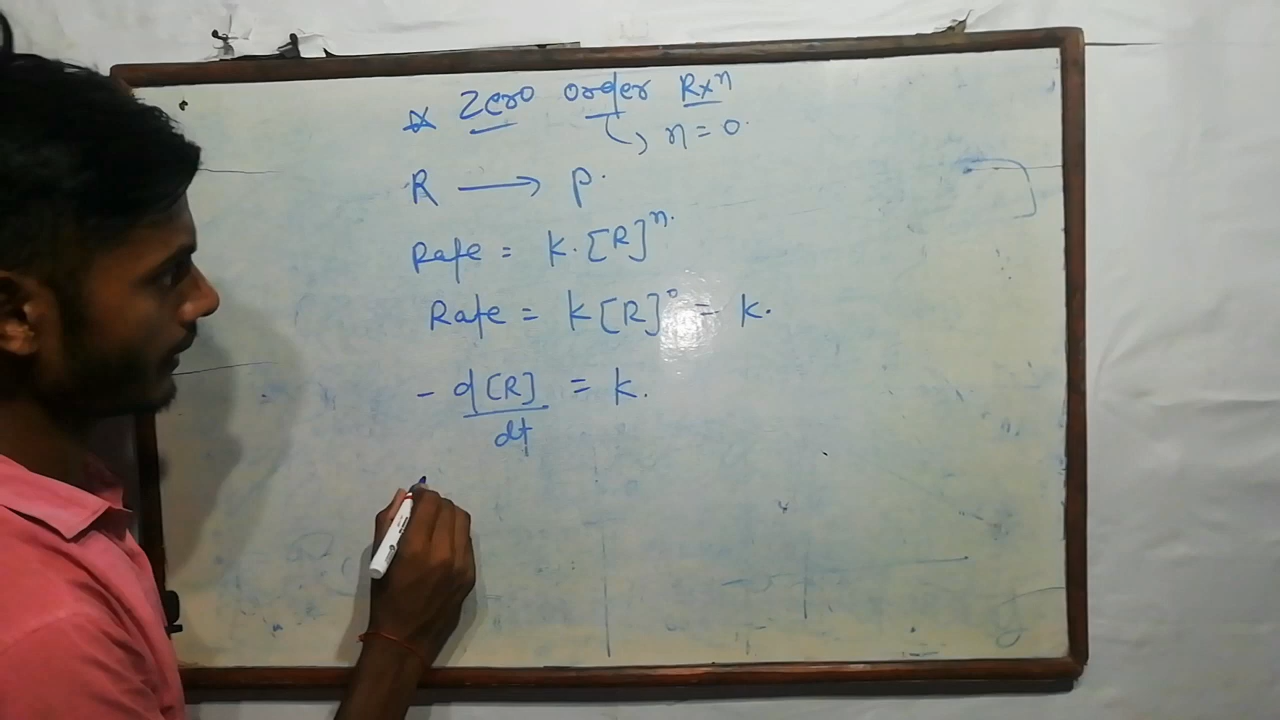 ☆ Zero order Rxⁿ
↳ n = 0.
R ⟶ P.
Rate = k.[R]ⁿ.
Rate = k[R]⁰ = k.
- d[R]/dt = k.